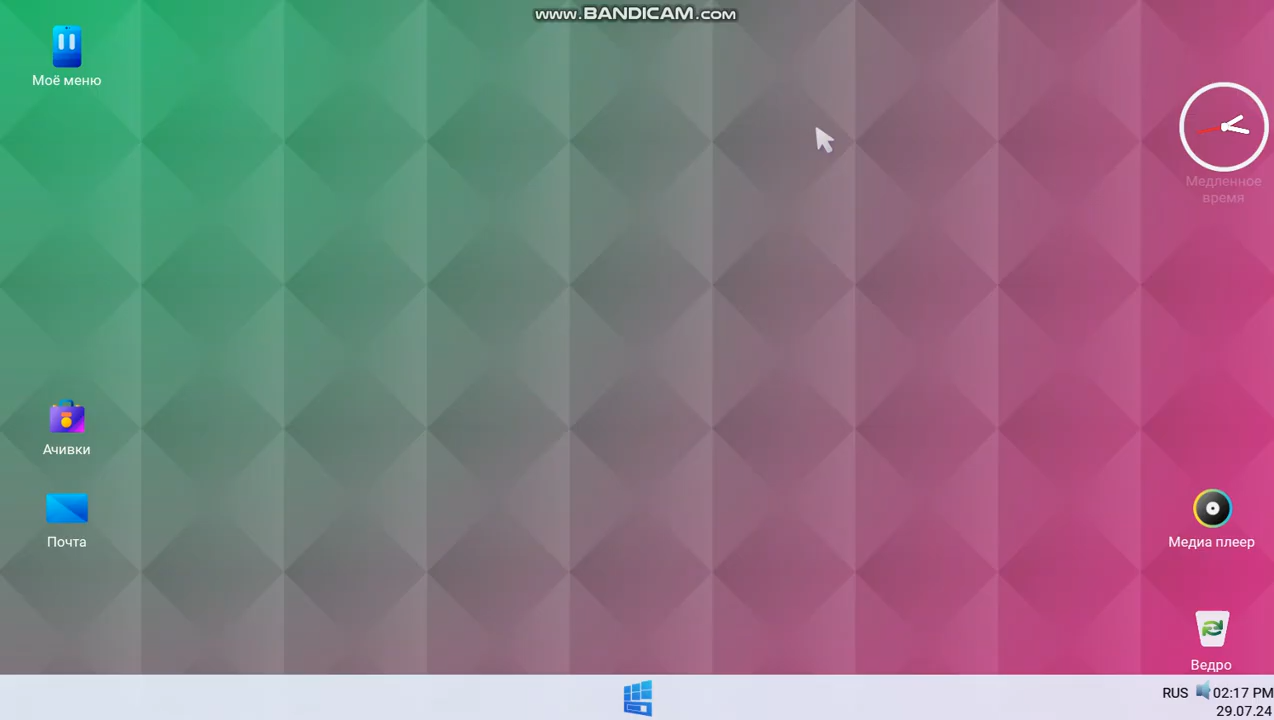 www.BANDICAM.com
Моё меню
Медленное
время
Ачивки
Почта
Медиа плеер
Ведро
RUS 02:17 PM
29.07.24